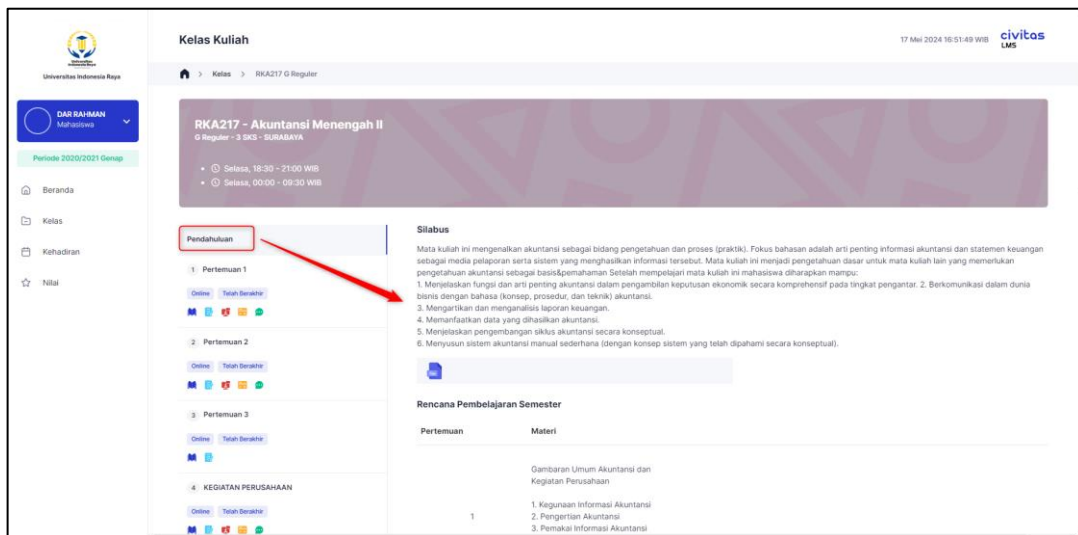 Universitas
Indonesia Raya
Universitas Indonesia Raya
Kelas Kuliah
17 Mei 2024 16:51:49 WIB
civitas
LMS
> Kelas > RKA217 G Reguler
DAR RAHMAN
Mahasiswa
Periode 2020/2021 Genap
Beranda
Kelas
Kehadiran
Nilai
RKA217 - Akuntansi Menengah II
G Reguler - 3 SKS - SURABAYA
• Selasa, 18:30 - 21:00 WIB
• Selasa, 00:00 - 09:30 WIB
Pendahuluan
1 Pertemuan 1
Online Telah Berakhir
2 Pertemuan 2
Online Telah Berakhir
3 Pertemuan 3
Online Telah Berakhir
4 KEGIATAN PERUSAHAAN
Online Telah Berakhir
Silabus
Mata kuliah ini mengenalkan akuntansi sebagai bidang pengetahuan dan proses (praktik). Fokus bahasan adalah arti penting informasi akuntansi dan statemen keuangan
sebagai media pelaporan serta sistem yang menghasilkan informasi tersebut. Mata kuliah ini menjadi pengetahuan dasar untuk mata kuliah lain yang memerlukan
pengetahuan akuntansi sebagai basis&pemahaman Setelah mempelajari mata kuliah ini mahasiswa diharapkan mampu:
1. Menjelaskan fungsi dan arti penting akuntansi dalam pengambilan keputusan ekonomik secara komprehensif pada tingkat pengantar. 2. Berkomunikasi dalam dunia
bisnis dengan bahasa (konsep, prosedur, dan teknik) akuntansi.
3. Mengartikan dan menganalisis laporan keuangan.
4. Memanfaatkan data yang dihasilkan akuntansi.
5. Menjelaskan pengembangan siklus akuntansi secara konseptual.
6. Menyusun sistem akuntansi manual sederhana (dengan konsep sistem yang telah dipahami secara konseptual).
Rencana Pembelajaran Semester
Pertemuan Materi
Gambaran Umum Akuntansi dan
Kegiatan Perusahaan
1. Kegunaan Informasi Akuntansi
1 2. Pengertian Akuntansi
3. Pemakai Informasi Akuntansi